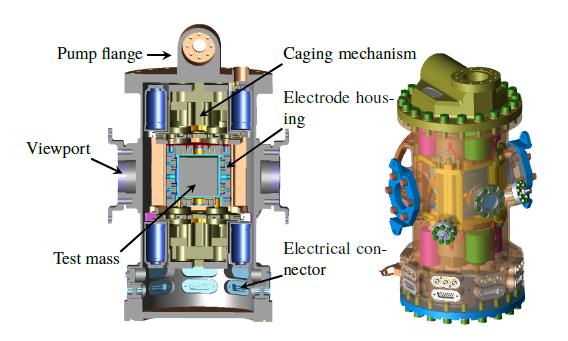 Pump flange
Caging mechanism
Electrode hous-
ing
Viewport
Test mass
Electrical con-
nector